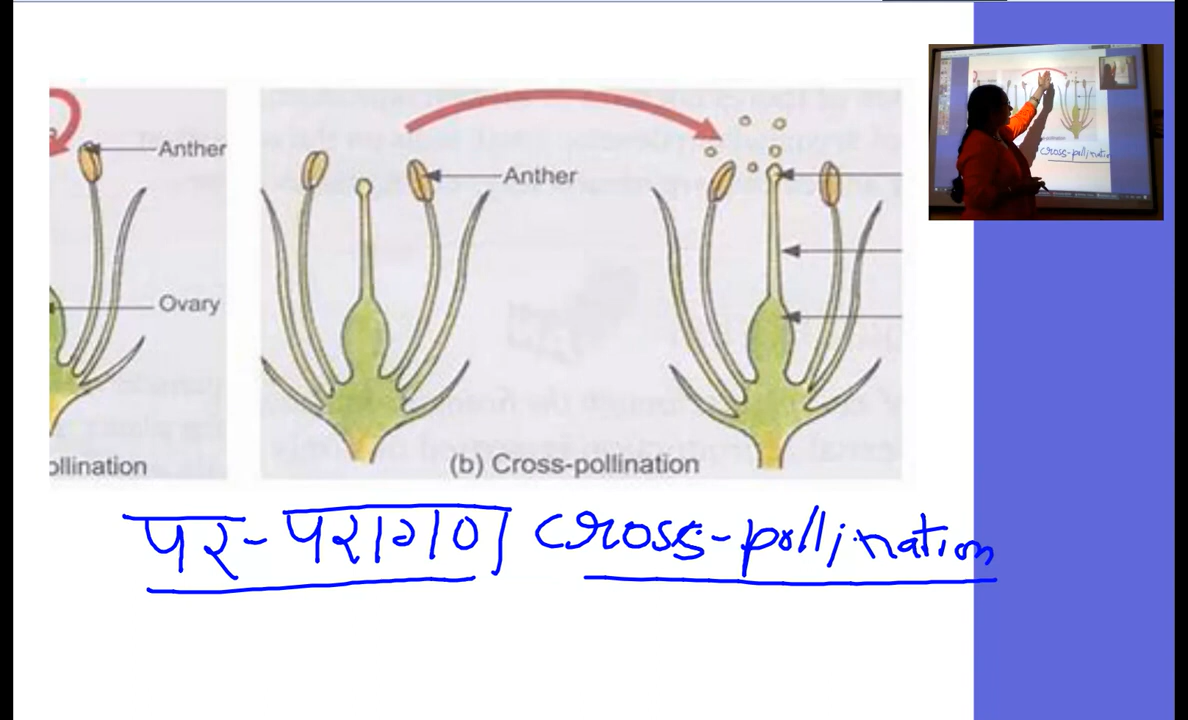 Anther
Anther
Ovary
ollination
(b) Cross-pollination
पर-परागण cross-pollination